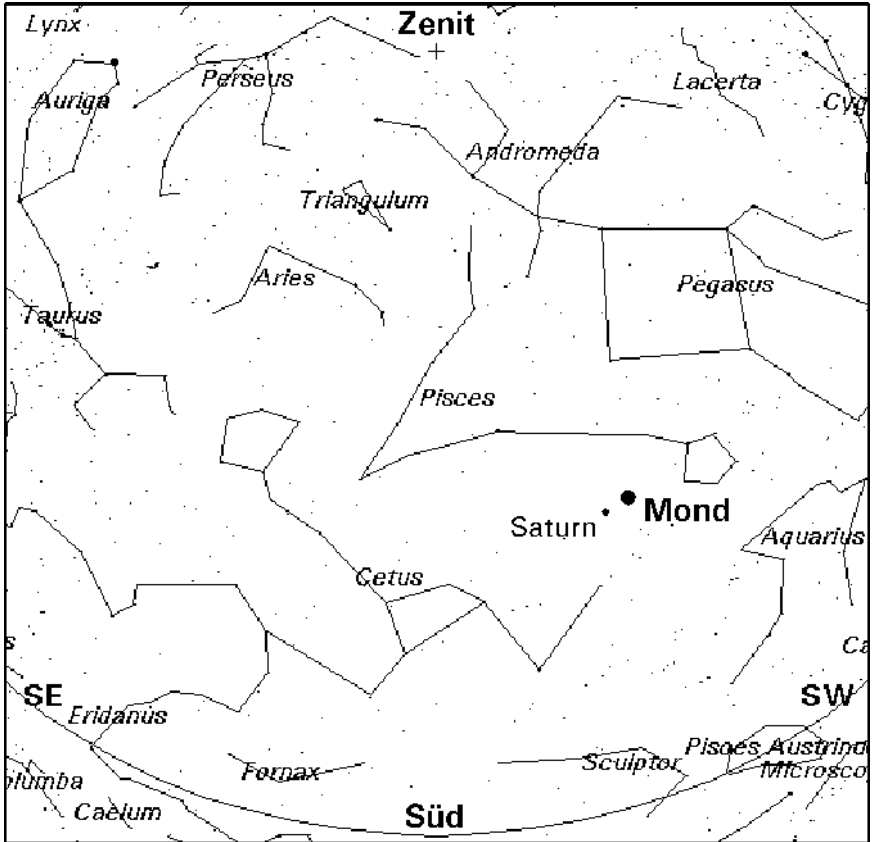 Lynx
Zenit
Perseus
Lacerta
Auriga
Cyg
Andromeda
Triangulum
Aries
Pegasus
Taurus
Pisces
Saturn
Mond
Aquarius
Cetus
s
Ca
SE
SW
Eridanus
Pisces Austrinu
Fornax
Sculptor
Microsco
olumba
Caelum
Süd